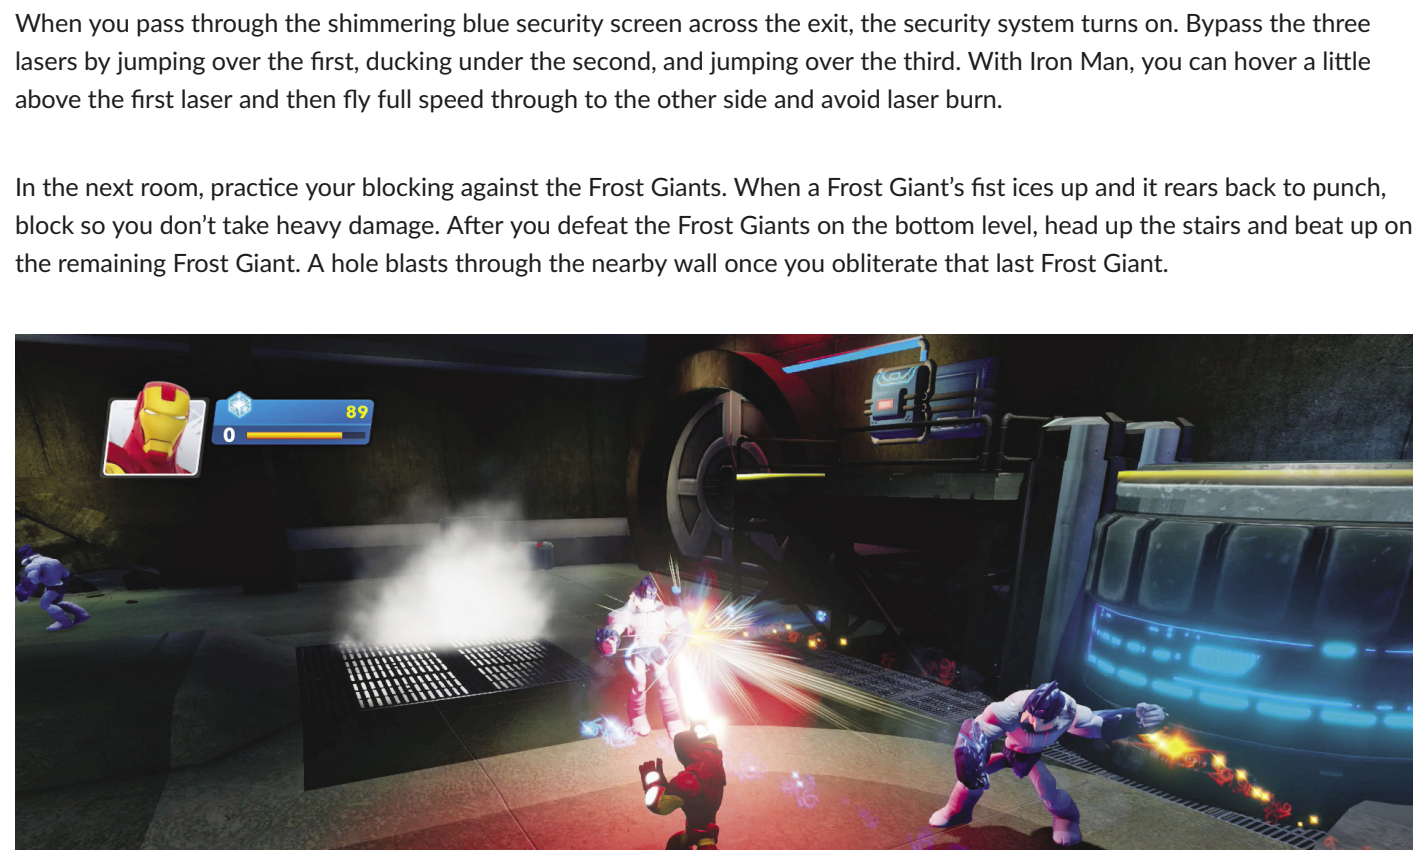 When you pass through the shimmering blue security screen across the exit, the security system turns on. Bypass the three
lasers by jumping over the first, ducking under the second, and jumping over the third. With Iron Man, you can hover a little
above the first laser and then fly full speed through to the other side and avoid laser burn.
In the next room, practice your blocking against the Frost Giants. When a Frost Giant’s fist ices up and it rears back to punch,
block so you don’t take heavy damage. After you defeat the Frost Giants on the bottom level, head up the stairs and beat up on
the remaining Frost Giant. A hole blasts through the nearby wall once you obliterate that last Frost Giant.
89
0